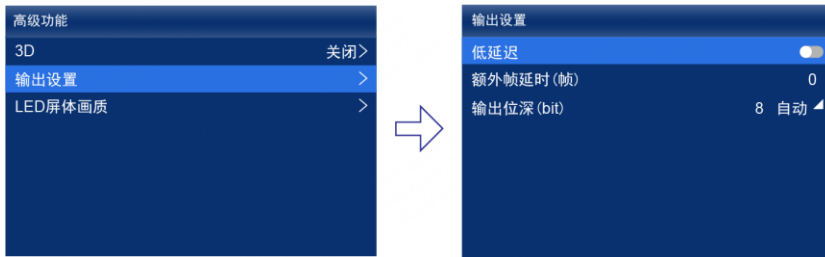 高级功能
3D 关闭>
输出设置 >
LED屏体画质 >
输出设置
低延迟
额外帧延时(帧) 0
输出位深(bit) 8 自动